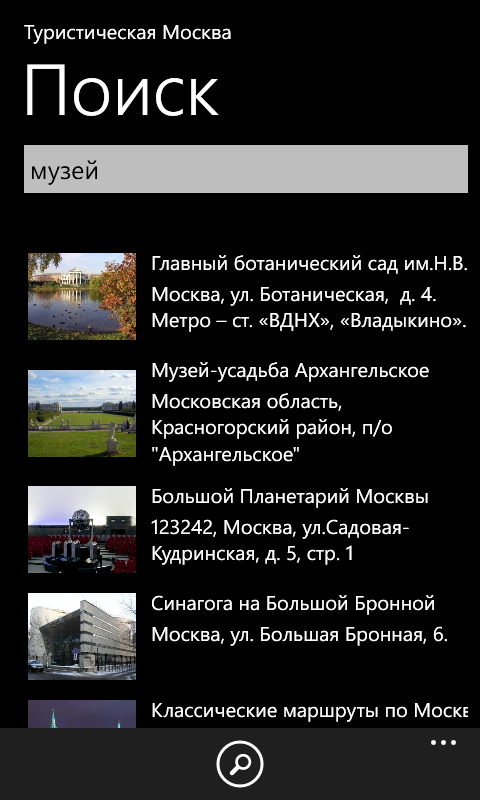 Туристическая Москва
Поиск
музей
Главный ботанический сад им.Н.В.
Москва, ул. Ботаническая,  д. 4.
Метро – ст. «ВДНХ», «Владыкино».
Музей-усадьба Архангельское
Московская область,
Красногорский район, п/о
"Архангельское"
Большой Планетарий Москвы
123242, Москва, ул.Садовая-
Кудринская, д. 5, стр. 1
Синагога на Большой Бронной
Москва, ул. Большая Бронная, 6.
Классические маршруты по Москв